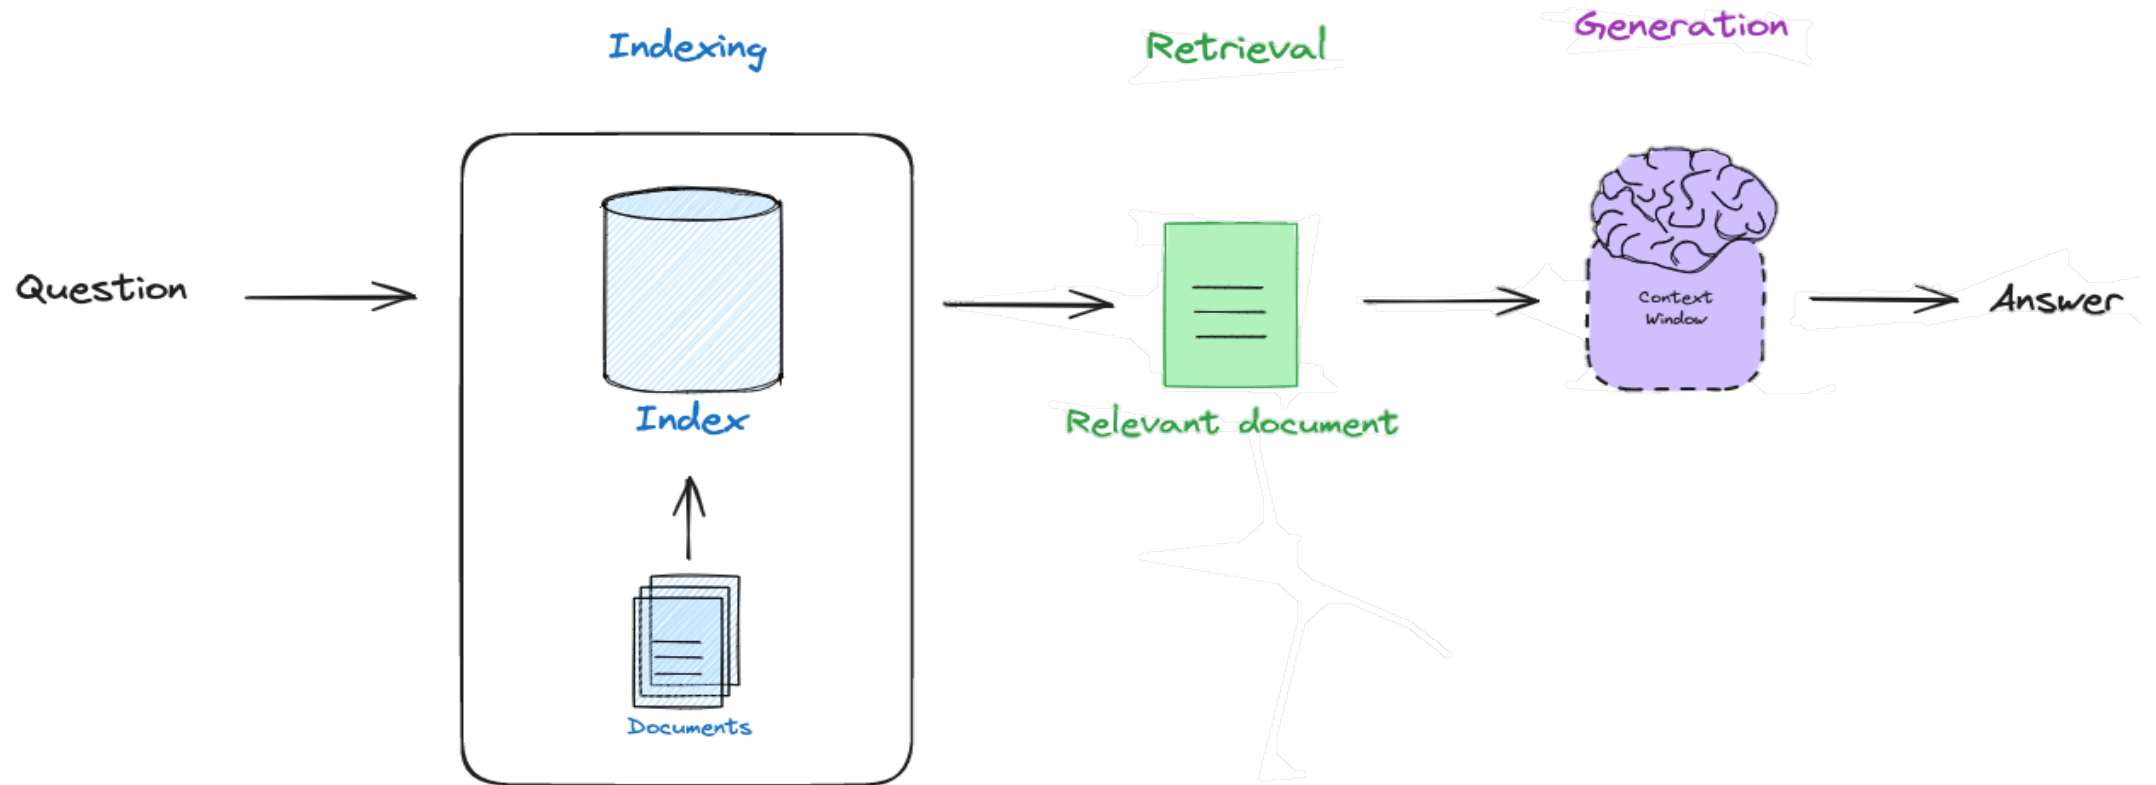 Indexing
Retrieval
Generation
Question
Index
Documents
Relevant document
Context
Window
Answer